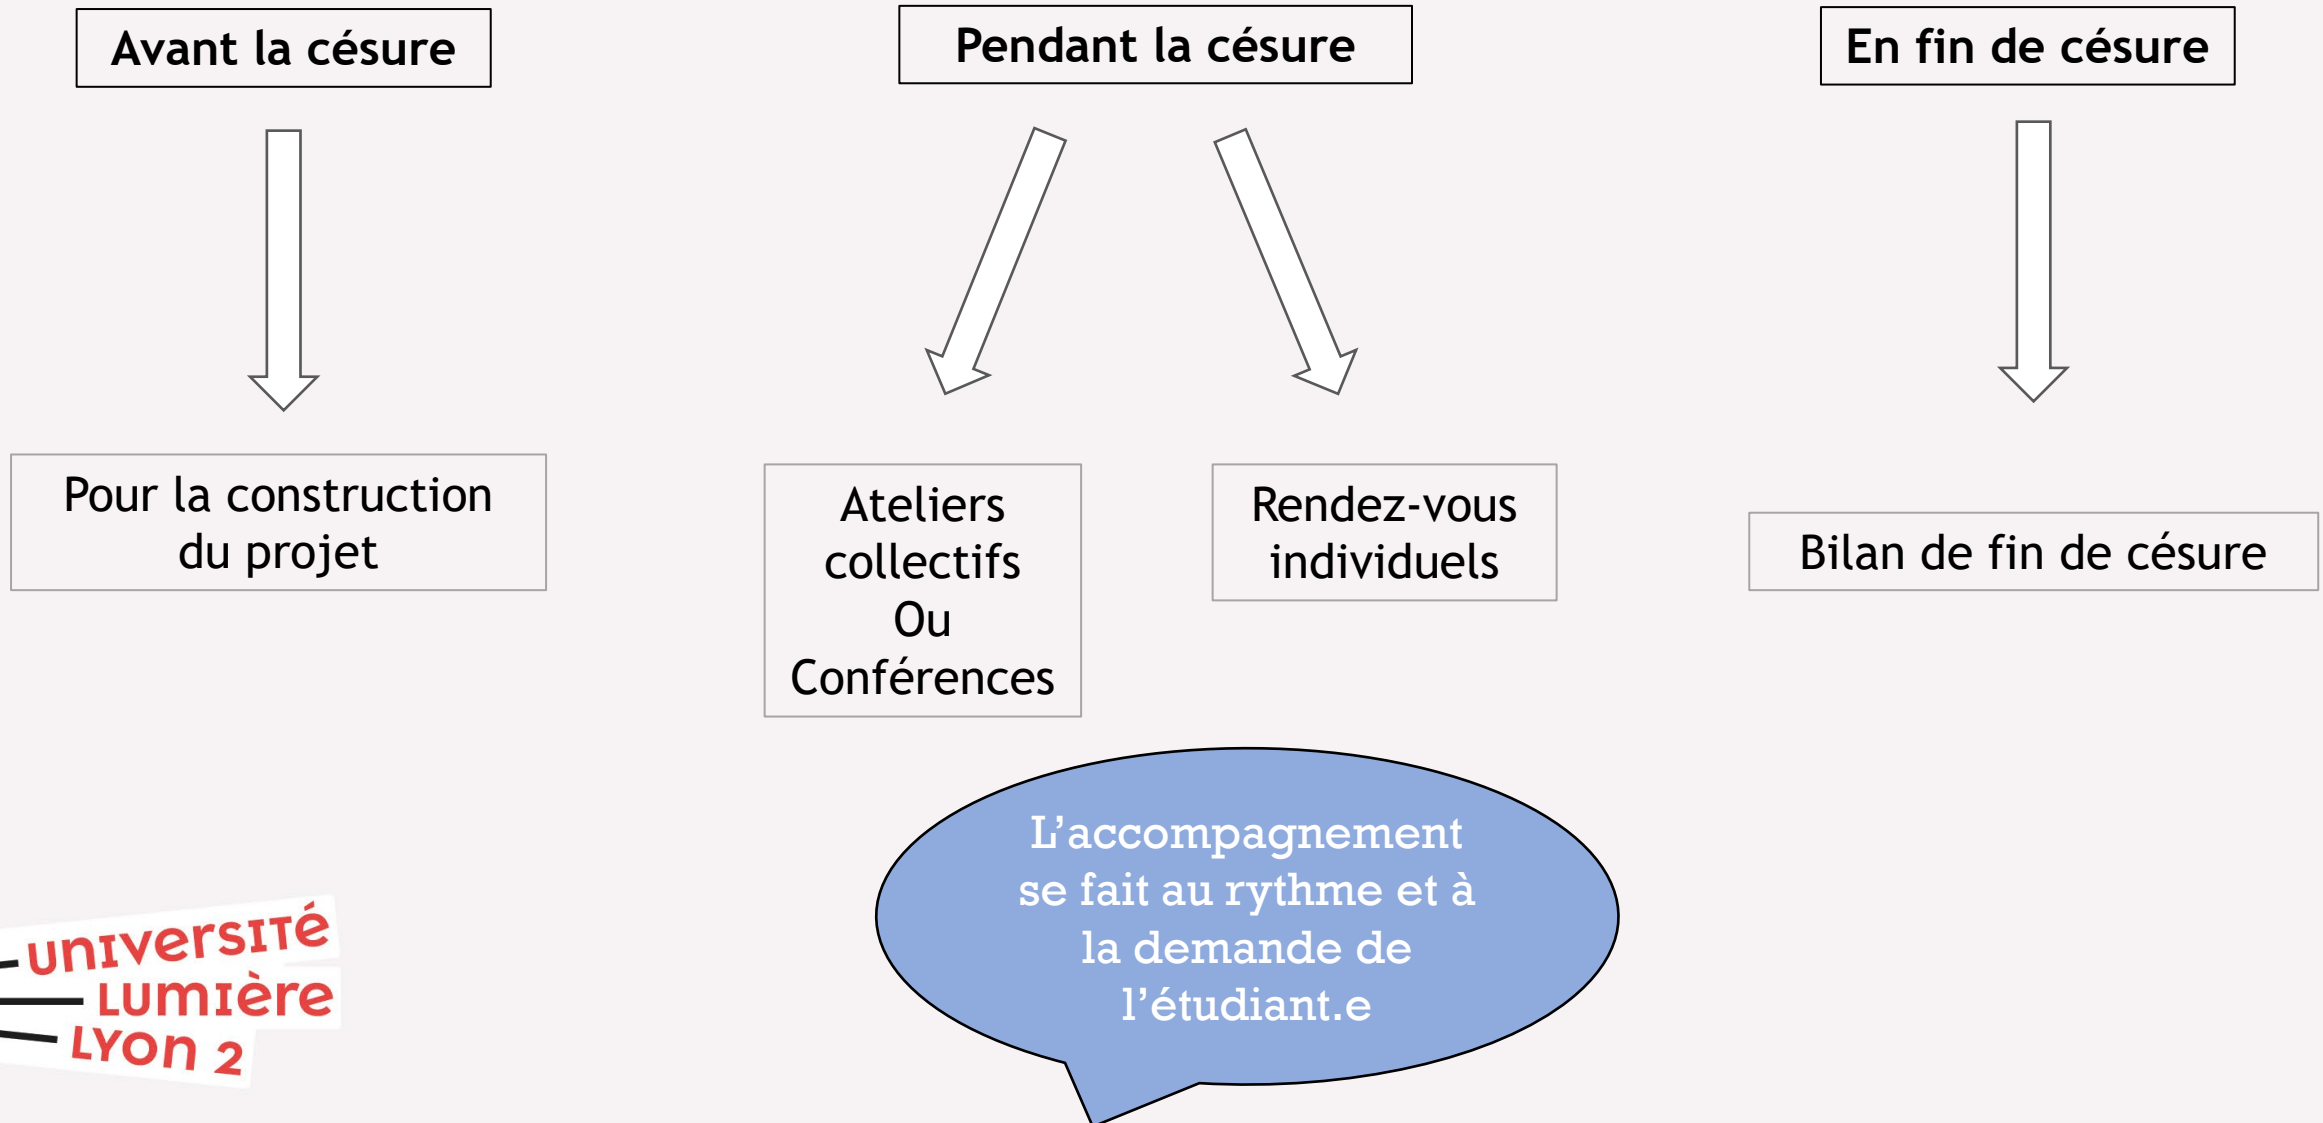 Avant la césure
Pendant la césure
En fin de césure
Pour la construction
du projet
Ateliers
collectifs
Ou
Conférences
Rendez-vous
individuels
Bilan de fin de césure
L’accompagnement
se fait au rythme et à
la demande de
l’étudiant.e
université
Lumière
Lyon 2